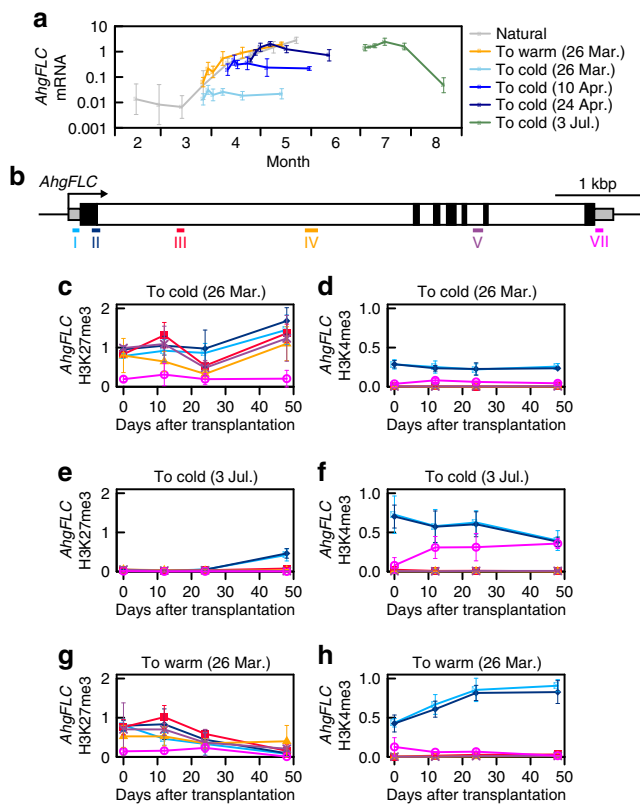 a
AhgFLC
mRNA
10
1
0.1
0.01
0.001
2 3 4 5 6 7 8
Month
Natural
To warm (26 Mar.)
To cold (26 Mar.)
To cold (10 Apr.)
To cold (24 Apr.)
To cold (3 Jul.)
b
AhgFLC
1 kbp
I II III IV V VII
c
To cold (26 Mar.)
AhgFLC
H3K27me3
2
1
0
0 10 20 30 40 50
Days after transplantation
d
To cold (26 Mar.)
AhgFLC
H3K4me3
1.0
0.5
0.0
0 10 20 30 40 50
Days after transplantation
e
To cold (3 Jul.)
AhgFLC
H3K27me3
2
1
0
0 10 20 30 40 50
Days after transplantation
f
To cold (3 Jul.)
AhgFLC
H3K4me3
1.0
0.5
0.0
0 10 20 30 40 50
Days after transplantation
g
To warm (26 Mar.)
AhgFLC
H3K27me3
2
1
0
0 10 20 30 40 50
Days after transplantation
h
To warm (26 Mar.)
AhgFLC
H3K4me3
1.0
0.5
0.0
0 10 20 30 40 50
Days after transplantation